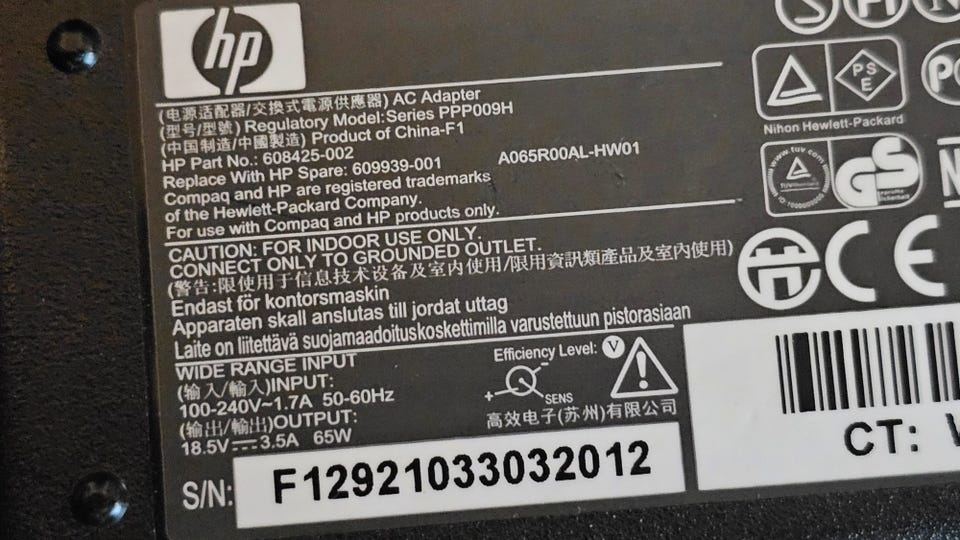 hp
(电源适配器/交換式電源供應器) AC Adapter
(型号/型號) Regulatory Model:Series PPP009H
(中国制造/中國製造) Product of China-F1
HP Part No.: 608425-002
Replace With HP Spare: 609939-001 A065R00AL-HW01
Compaq and HP are registered trademarks
of the Hewlett-Packard Company.
For use with Compaq and HP products only.
CAUTION: FOR INDOOR USE ONLY.
CONNECT ONLY TO GROUNDED OUTLET.
(警告:限使用于信息技术设备及室内使用/限用資訊類產品及室內使用)
Endast för kontorsmaskin
Apparaten skall anslutas till jordat uttag
Laite on liitettävä suojamaadoituskoskettimilla varustettuun pistorasiaan
WIDE RANGE INPUT
(输入/輸入)INPUT:
100-240V~1.7A 50-60Hz
(输出/輸出)OUTPUT:
18.5V 3.5A 65W
Efficiency Level: V
- + SENS
高效电子(苏州)有限公司
S/N: F12921033032012
PS
E
Nihon Hewlett-Packard
www.tuv.com
TUVRheinland
GS
geprüfte
Sicherheit
CE
CT: